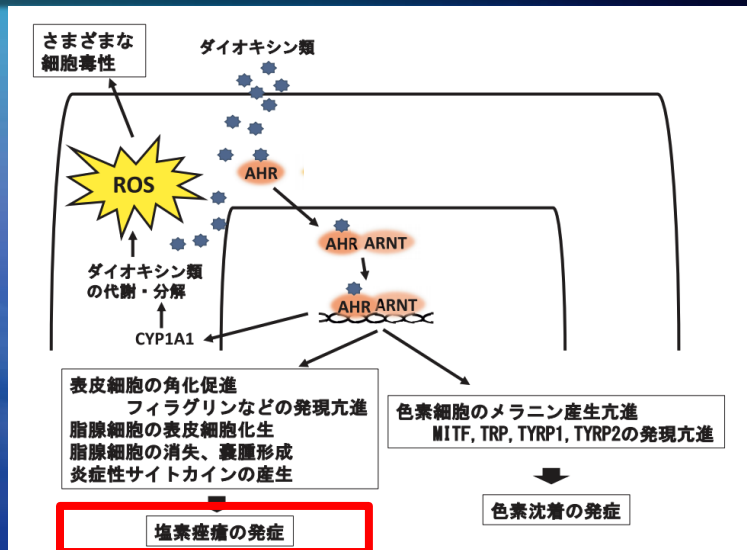 さまざまな
細胞毒性
ダイオキシン類
ROS
AHR
AHR ARNT
AHR ARNT
ダイオキシン類
の代謝・分解
CYP1A1
表皮細胞の角化促進
フィラグリンなどの発現亢進
脂腺細胞の表皮細胞化生
脂腺細胞の消失、嚢腫形成
炎症性サイトカインの産生
塩素痤瘡の発症
色素細胞のメラニン産生亢進
MITF, TRP, TYRP1, TYRP2の発現亢進
色素沈着の発症